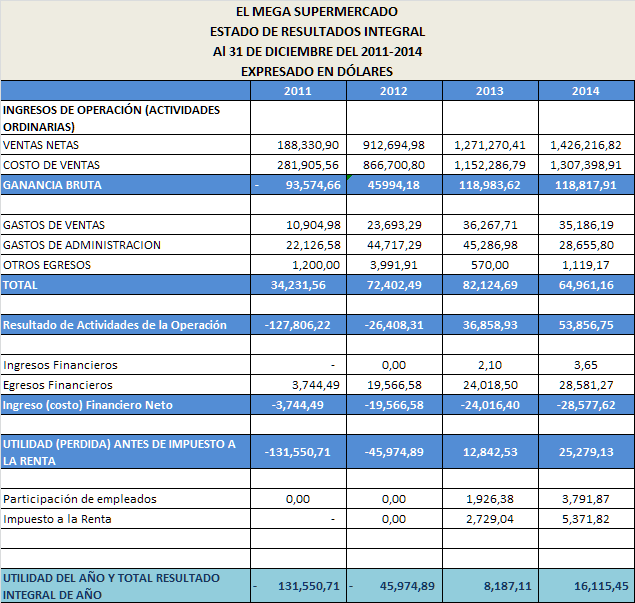 EL MEGA SUPERMERCADO
ESTADO DE RESULTADOS INTEGRAL
Al 31 DE DICIEMBRE DEL 2011-2014
EXPRESADO EN DÓLARES
2011 2012 2013 2014
INGRESOS DE OPERACIÓN (ACTIVIDADES
ORDINARIAS)
VENTAS NETAS 188,330,90 912,694,98 1,271,270,41 1,426,216,82
COSTO DE VENTAS 281,905,56 866,700,80 1,152,286,79 1,307,398,91
GANANCIA BRUTA - 93,574,66 45994,18 118,983,62 118,817,91
GASTOS DE VENTAS 10,904,98 23,693,29 36,267,71 35,186,19
GASTOS DE ADMINISTRACION 22,126,58 44,717,29 45,286,98 28,655,80
OTROS EGRESOS 1,200,00 3,991,91 570,00 1,119,17
TOTAL 34,231,56 72,402,49 82,124,69 64,961,16
Resultado de Actividades de la Operación -127,806,22 -26,408,31 36,858,93 53,856,75
Ingresos Financieros - 0,00 2,10 3,65
Egresos Financieros 3,744,49 19,566,58 24,018,50 28,581,27
Ingreso (costo) Financiero Neto -3,744,49 -19,566,58 -24,016,40 -28,577,62
UTILIDAD (PERDIDA) ANTES DE IMPUESTO A
LA RENTA -131,550,71 -45,974,89 12,842,53 25,279,13
Participación de empleados 0,00 0,00 1,926,38 3,791,87
Impuesto a la Renta - 0,00 2,729,04 5,371,82
UTILIDAD DEL AÑO Y TOTAL RESULTADO
INTEGRAL DE AÑO - 131,550,71 - 45,974,89 8,187,11 16,115,45